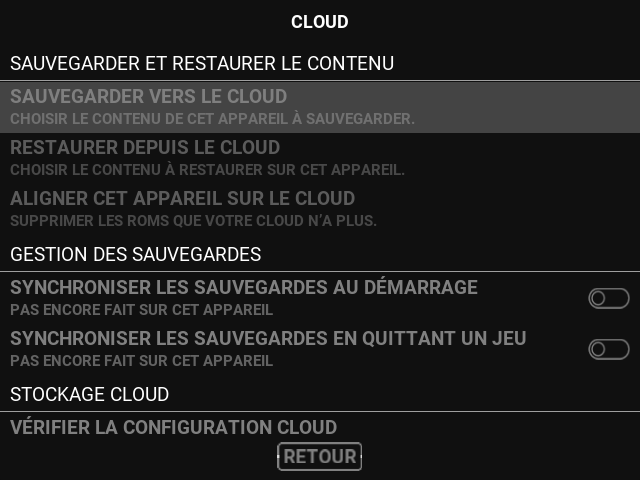 CLOUD
SAUVEGARDER ET RESTAURER LE CONTENU
SAUVEGARDER VERS LE CLOUD
CHOISIR LE CONTENU DE CET APPAREIL À SAUVEGARDER.
RESTAURER DEPUIS LE CLOUD
CHOISIR LE CONTENU À RESTAURER SUR CET APPAREIL.
ALIGNER CET APPAREIL SUR LE CLOUD
SUPPRIMER LES ROMS QUE VOTRE CLOUD N’A PLUS.
GESTION DES SAUVEGARDES
SYNCHRONISER LES SAUVEGARDES AU DÉMARRAGE
PAS ENCORE FAIT SUR CET APPAREIL
SYNCHRONISER LES SAUVEGARDES EN QUITTANT UN JEU
PAS ENCORE FAIT SUR CET APPAREIL
STOCKAGE CLOUD
VÉRIFIER LA CONFIGURATION CLOUD
RETOUR